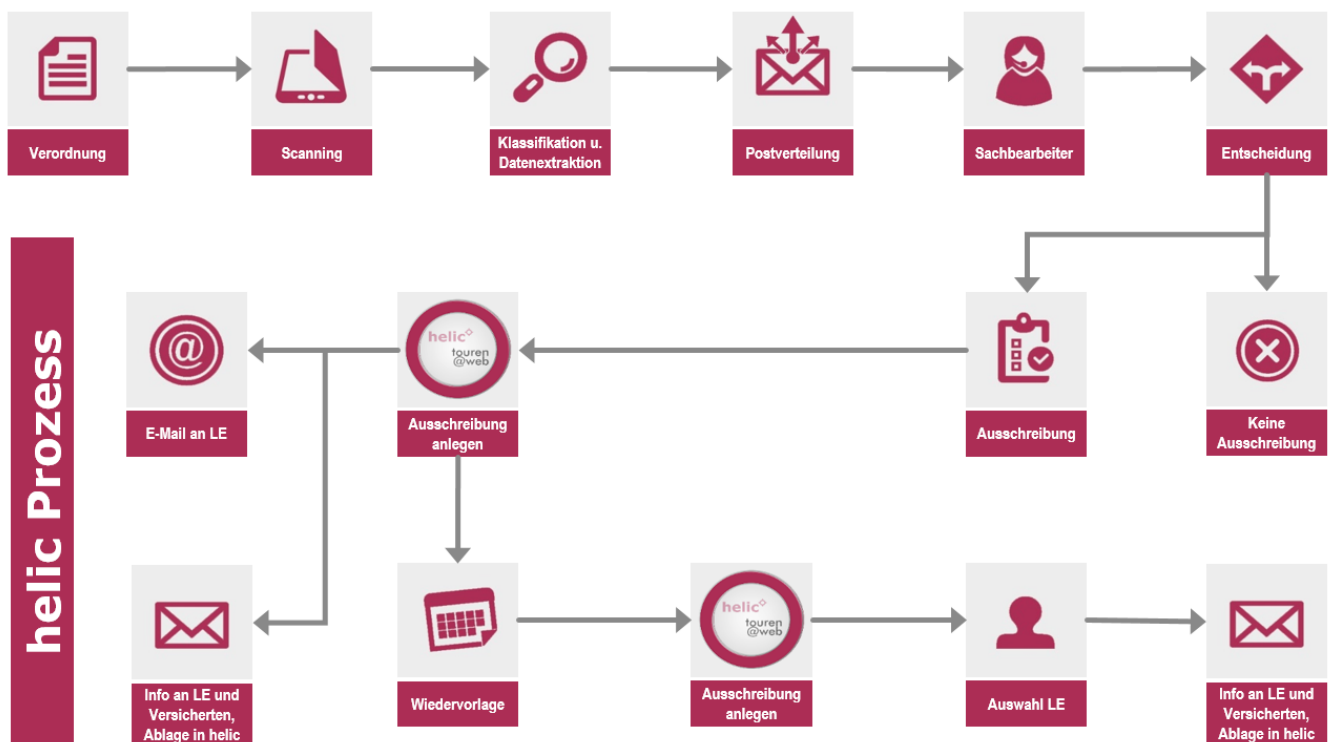 Verordnung
Scanning
Klassifikation u.
Datenextraktion
Postverteilung
Sachbearbeiter
Entscheidung
helic Prozess
@
E-Mail an LE
helic
touren
@web
Ausschreibung
anlegen
Ausschreibung
Keine
Ausschreibung
Info an LE und
Versicherten,
Ablage in helic
Wiedervorlage
helic
touren
@web
Ausschreibung
anlegen
Auswahl LE
Info an LE und
Versicherten,
Ablage in helic